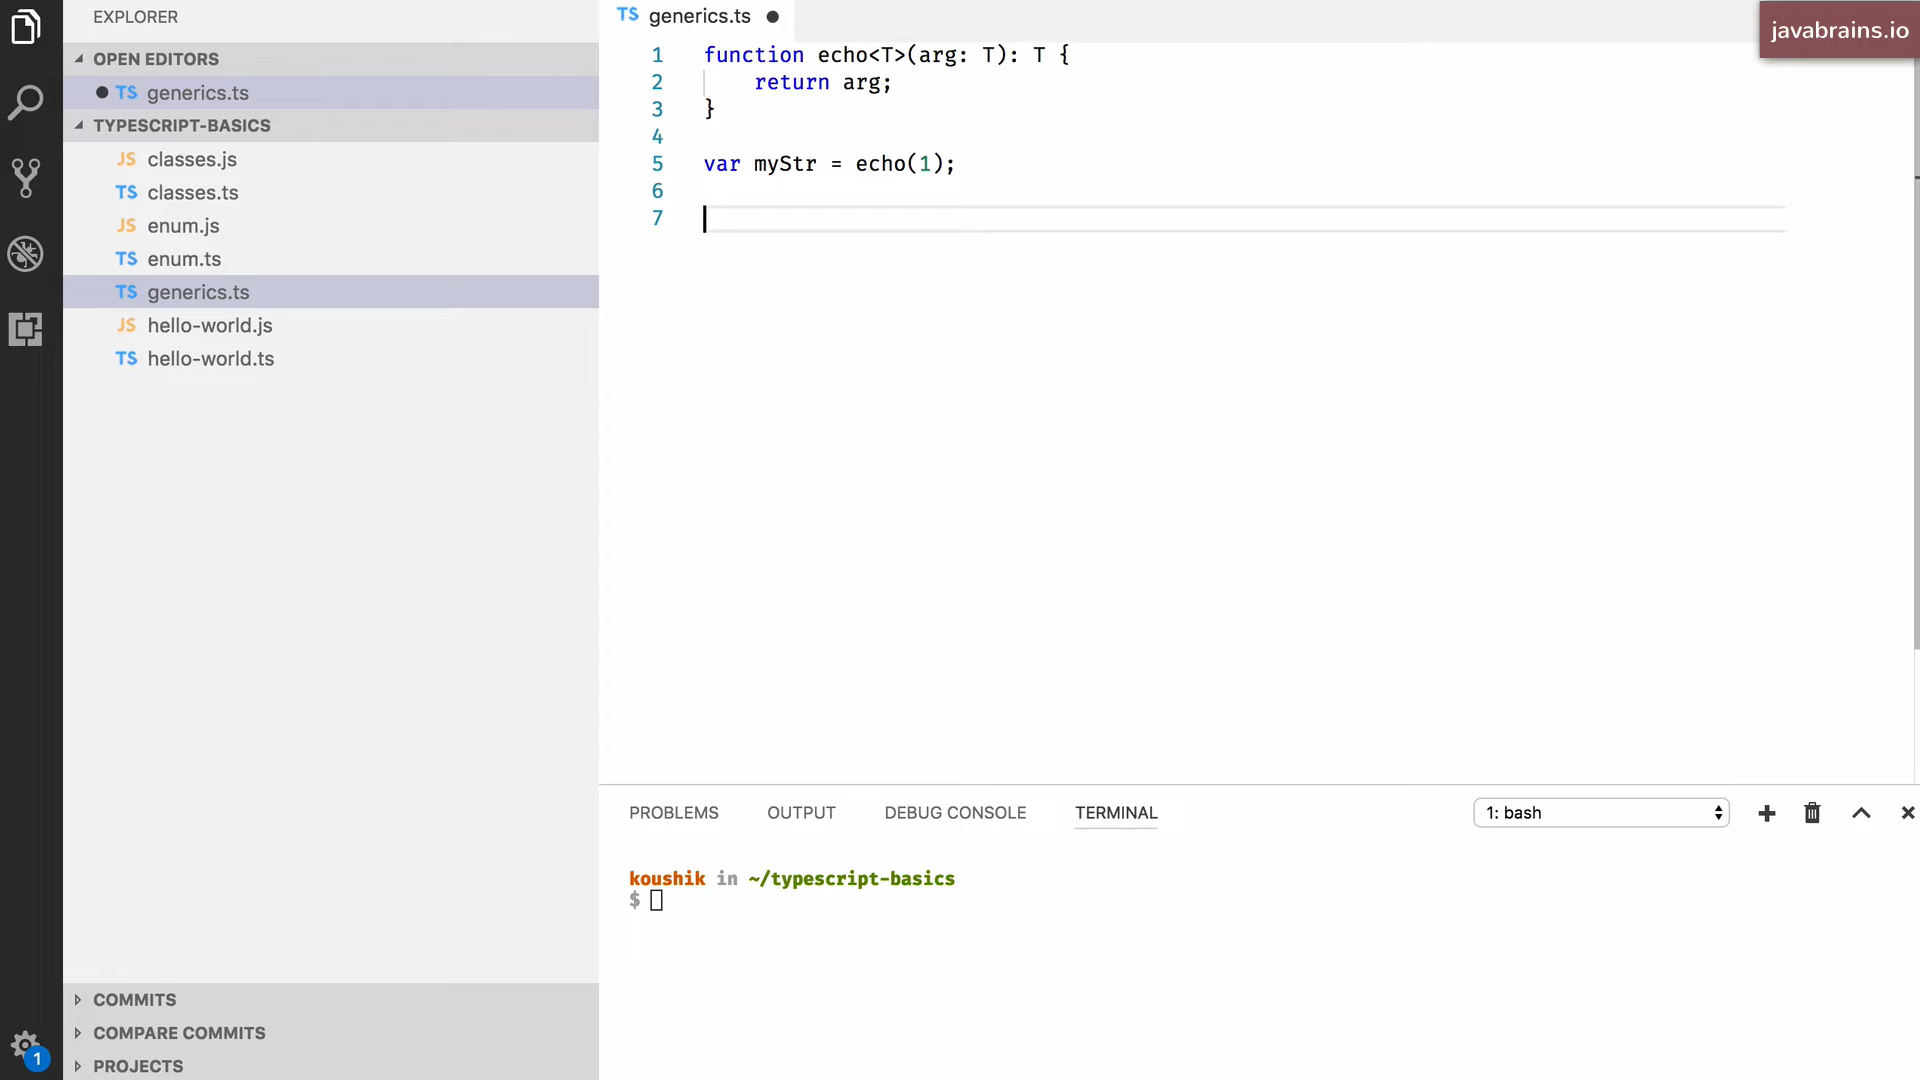 EXPLORER
OPEN EDITORS
TS generics.ts
TYPESCRIPT-BASICS
JS classes.js
TS classes.ts
JS enum.js
TS enum.ts
TS generics.ts
JS hello-world.js
TS hello-world.ts
COMMITS
COMPARE COMMITS
PROJECTS
1
TS generics.ts
javabrains.io
1 function echo<T>(arg: T): T {
2 return arg;
3 }
4
5 var myStr = echo(1);
6
7
PROBLEMS OUTPUT DEBUG CONSOLE TERMINAL 1: bash
koushik in ~/typescript-basics
$